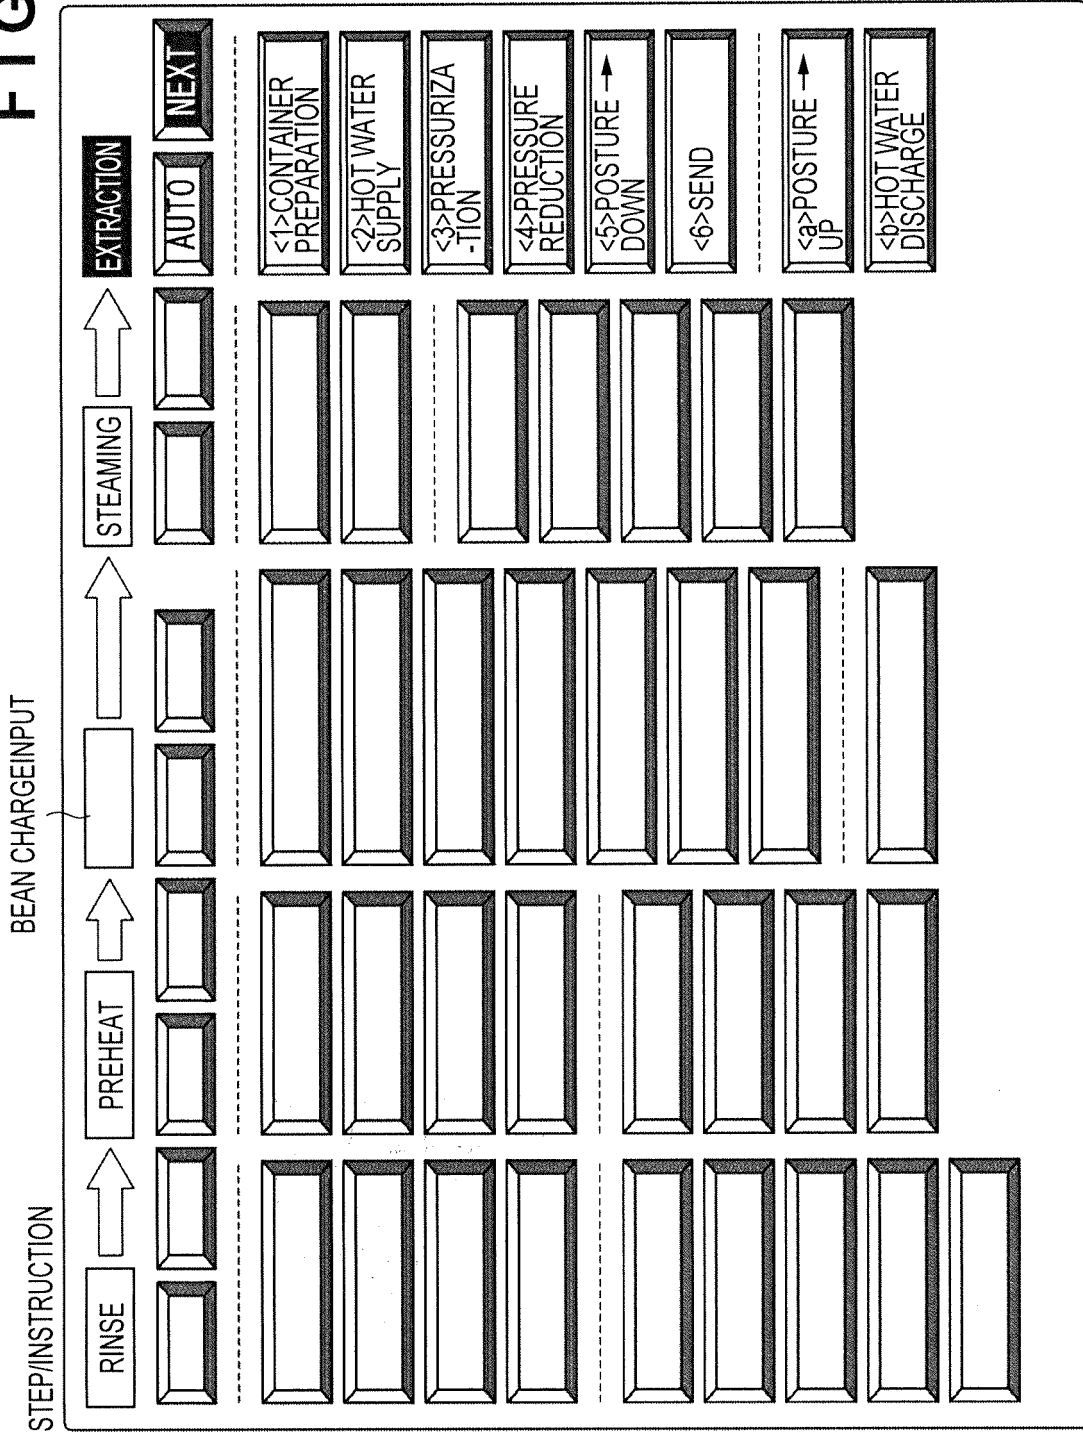 FIG
STEP/INSTRUCTION
BEAN CHARGEINPUT
RINSE
PREHEAT
STEAMING
EXTRACTION
AUTO
NEXT
<1>CONTAINER
PREPARATION
<2>HOT WATER
SUPPLY
<3>PRESSURIZA
-TION
<4>PRESSURE
REDUCTION
<5>POSTURE →
DOWN
<6>SEND
<a>POSTURE →
UP
<b>HOT WATER
DISCHARGE